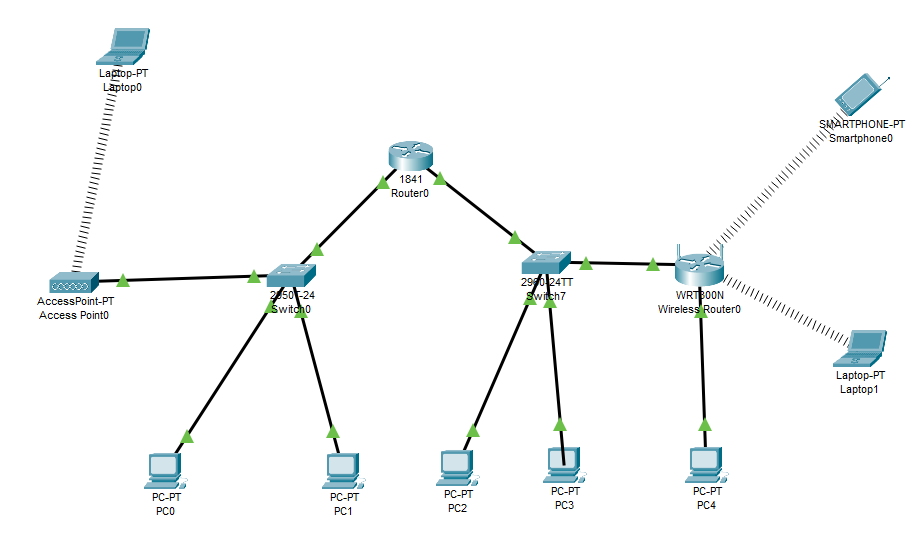 Laptop-PT
Laptop0
SMARTPHONE-PT
Smartphone0
1841
Router0
AccessPoint-PT
Access Point0
2950T-24
Switch0
2960-24TT
Switch7
WRT300N
Wireless Router0
Laptop-PT
Laptop1
PC-PT
PC0
PC-PT
PC1
PC-PT
PC2
PC-PT
PC3
PC-PT
PC4